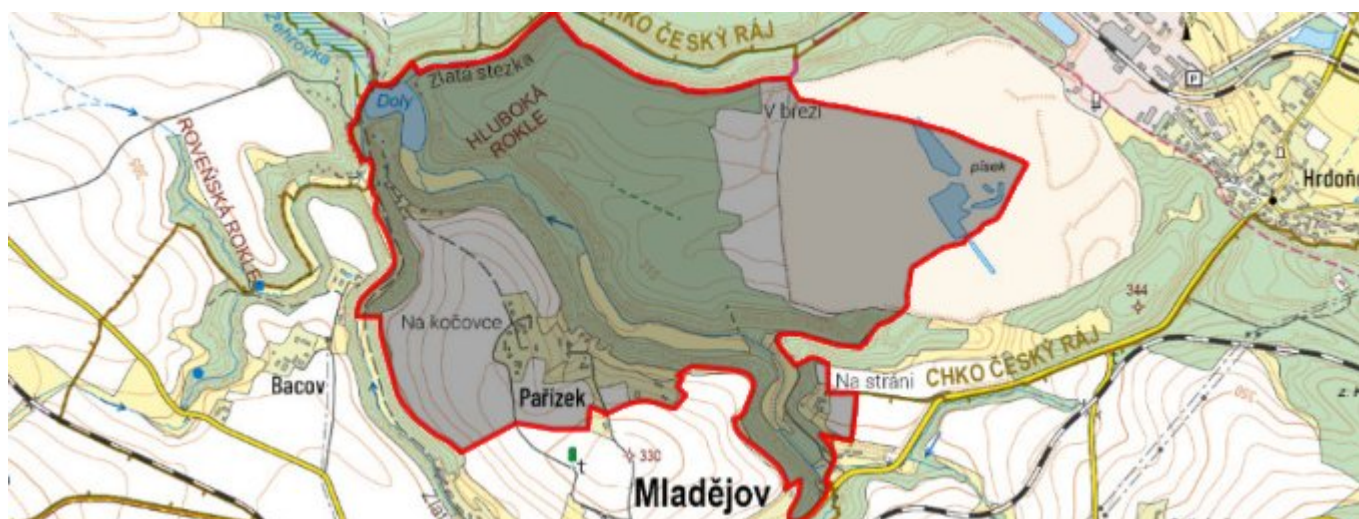 Žehrovka
CHKO ČESKÝ RÁJ
P
Zlatá stezka
Doly
HLUBOKÁ
ROKLE
V březí
písek
ROVEŇSKÁ ROKLE
Na kočovce
344
Pařízek
Bacov
Na stráni
CHKO ČESKÝ RÁJ
350
330
t
Mladějov